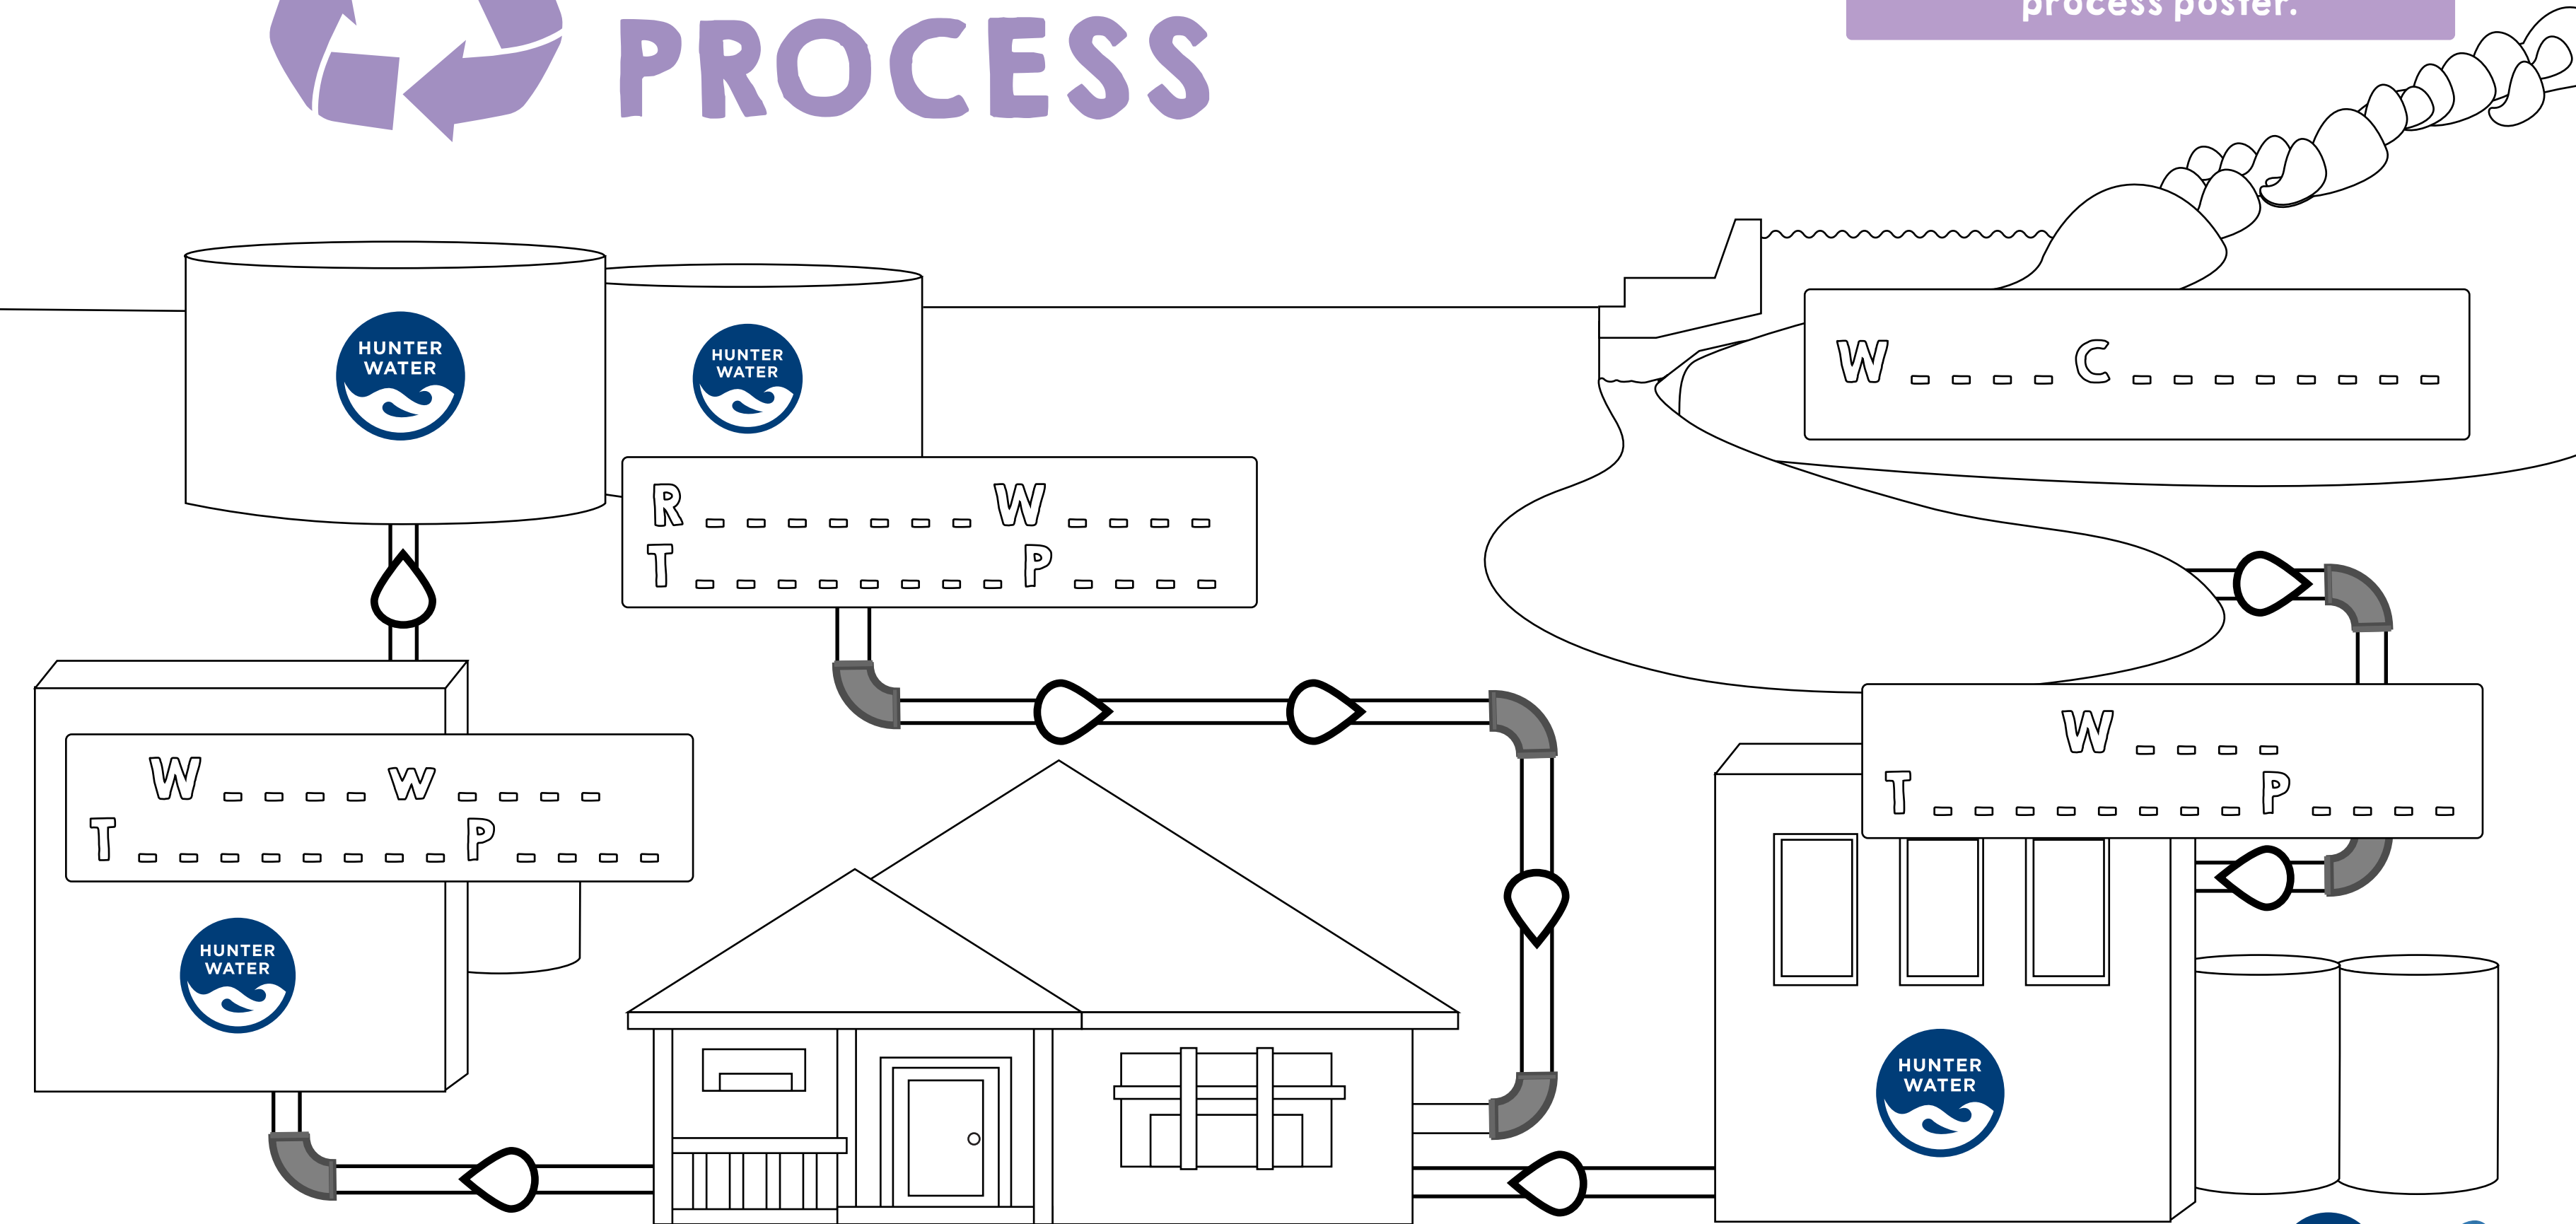 process poster.
PROCESS
HUNTER
WATER
HUNTER
WATER
W _ _ _ _ C _ _ _ _ _ _ _ _
R _ _ _ _ _ _ _ W _ _ _ _
T _ _ _ _ _ _ _ _ P _ _ _ _
W _ _ _ _
T _ _ _ _ _ _ _ _ P _ _ _ _
W _ _ _ _ w _ _ _ _
T _ _ _ _ _ _ _ _ P _ _ _ _
HUNTER
WATER
HUNTER
WATER